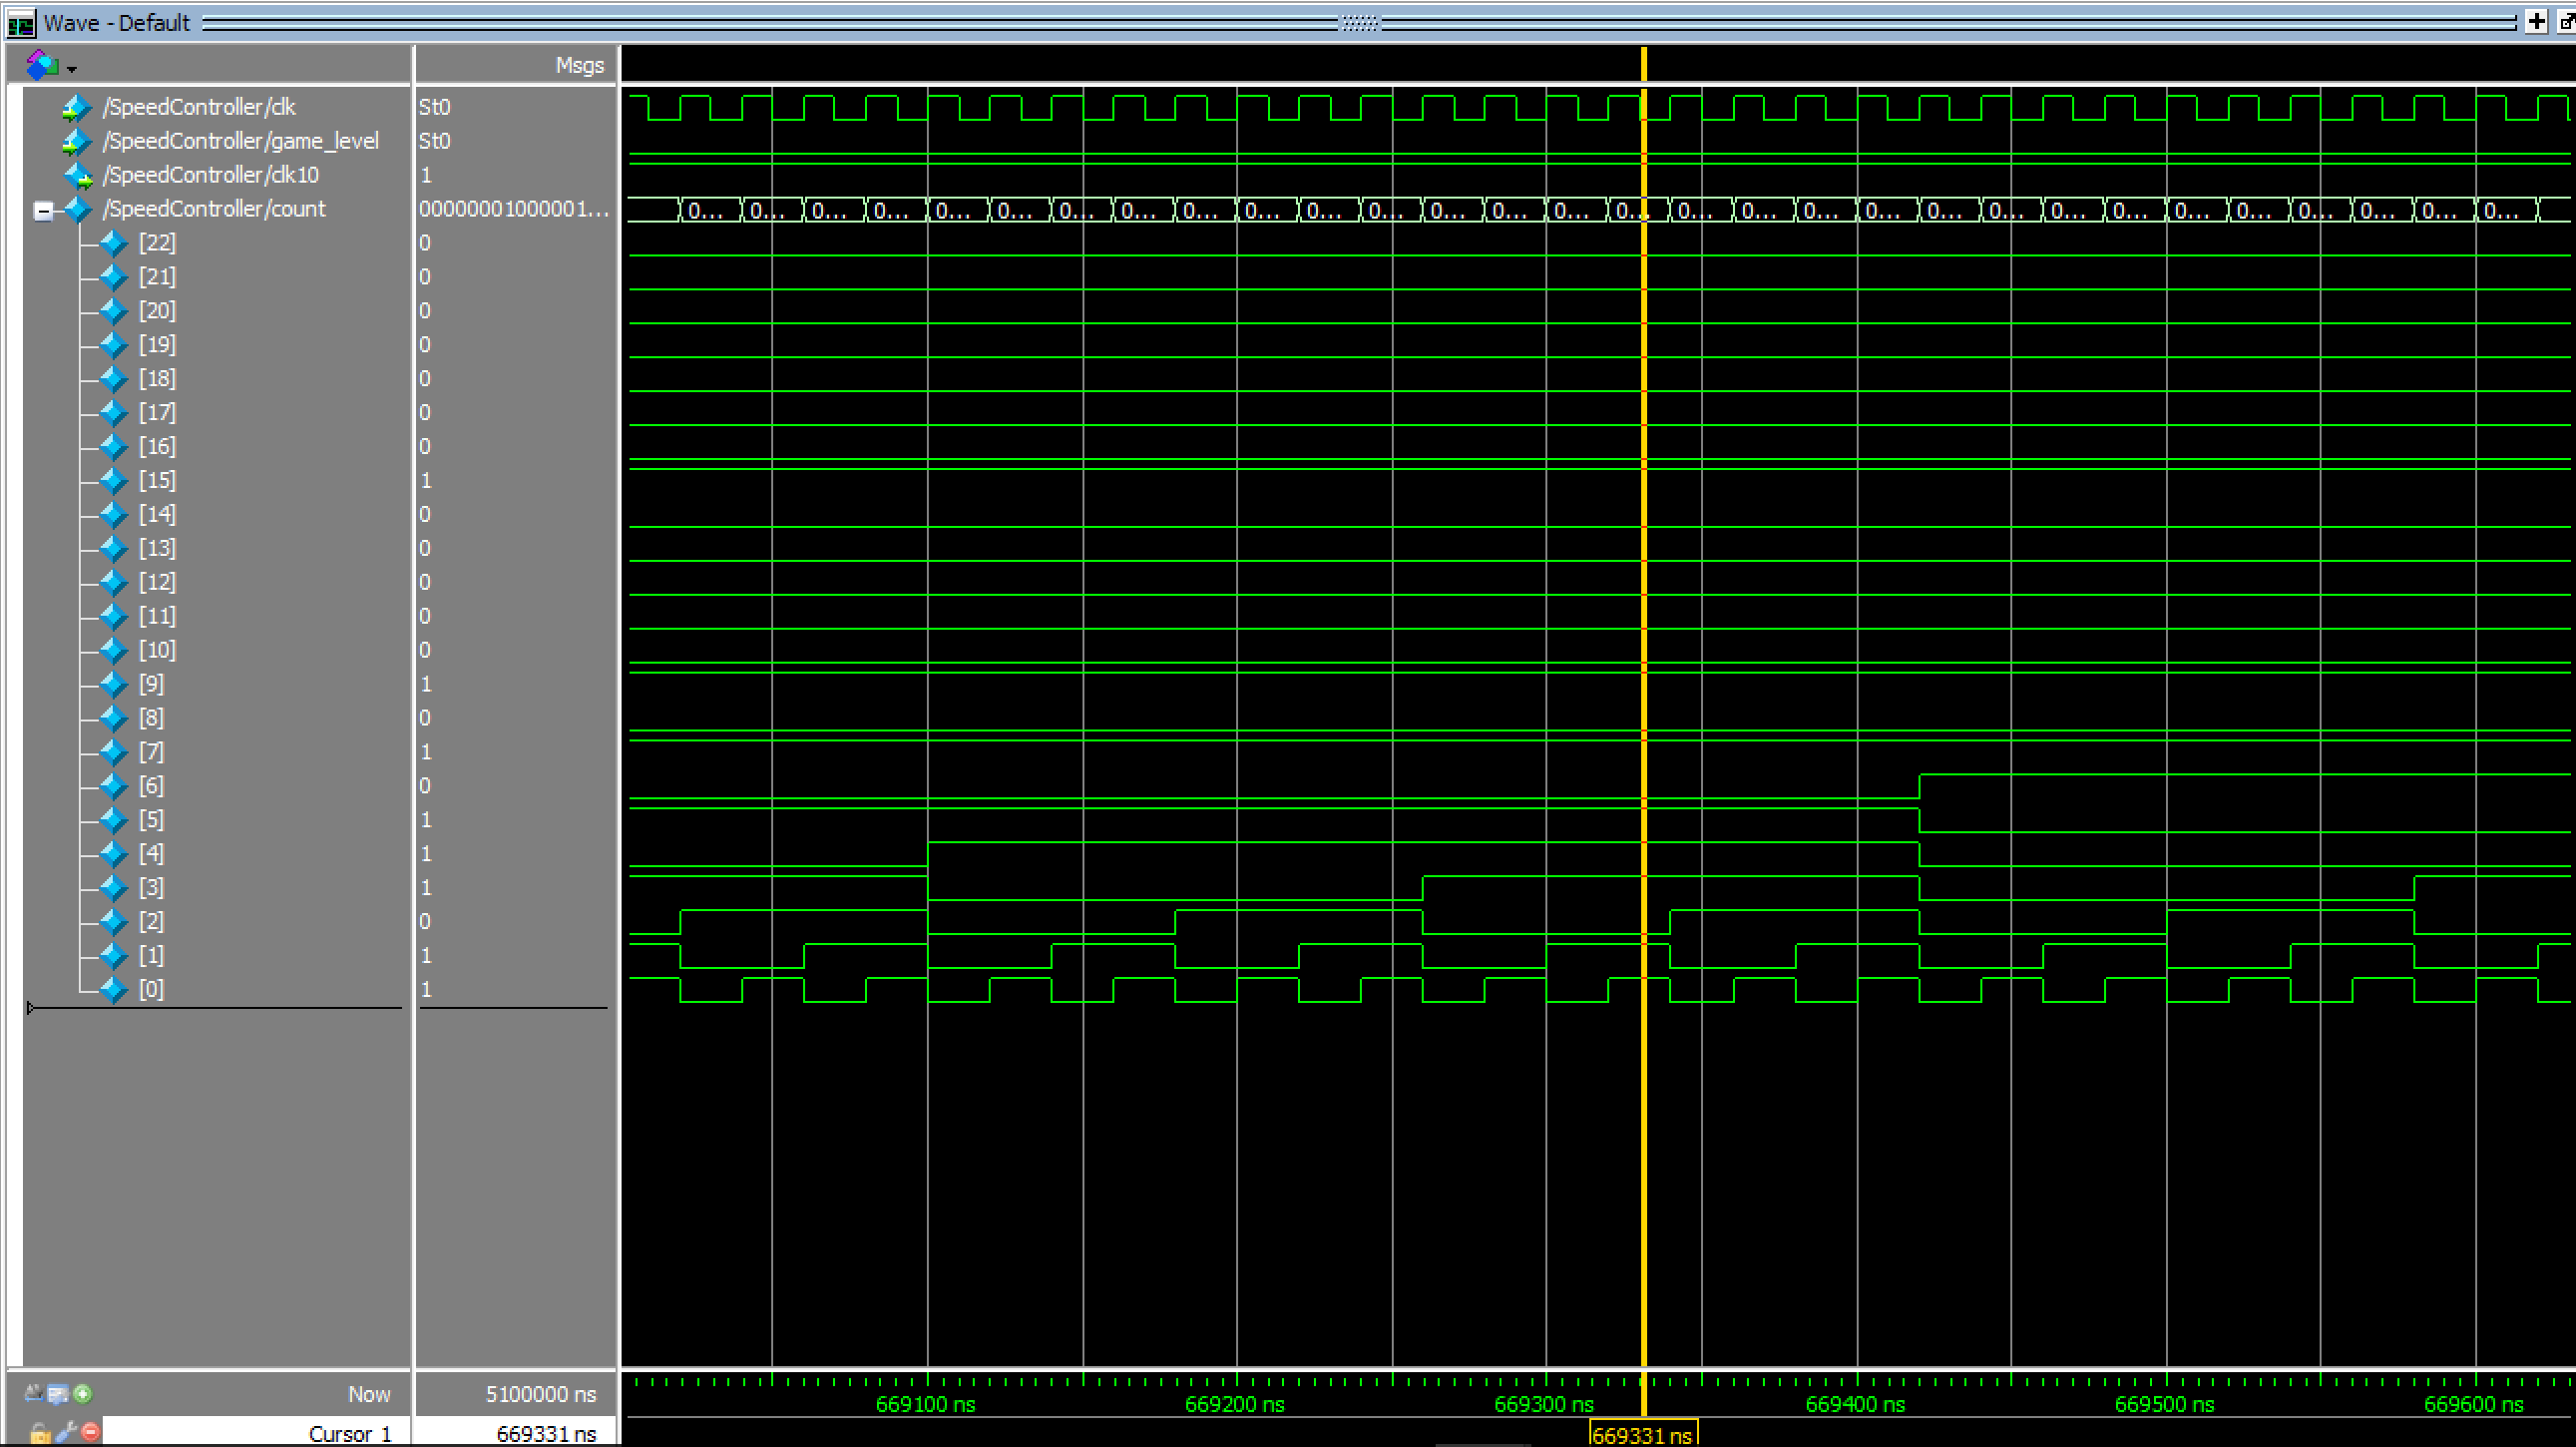 Wave - Default
Msgs
/SpeedController/clk St0
/SpeedController/game_level St0
/SpeedController/clk10 1
/SpeedController/count 00000001000001... 0... 0... 0... 0... 0... 0... 0... 0... 0... 0... 0... 0... 0... 0... 0... 0... 0... 0... 0... 0... 0... 0... 0... 0... 0... 0... 0... 0... 0... 0...
[22] 0
[21] 0
[20] 0
[19] 0
[18] 0
[17] 0
[16] 0
[15] 1
[14] 0
[13] 0
[12] 0
[11] 0
[10] 0
[9] 1
[8] 0
[7] 1
[6] 0
[5] 1
[4] 1
[3] 1
[2] 0
[1] 1
[0] 1
Now 5100000 ns
669100 ns 669200 ns 669300 ns 669400 ns 669500 ns 669600 ns
Cursor 1 669331 ns 669331 ns